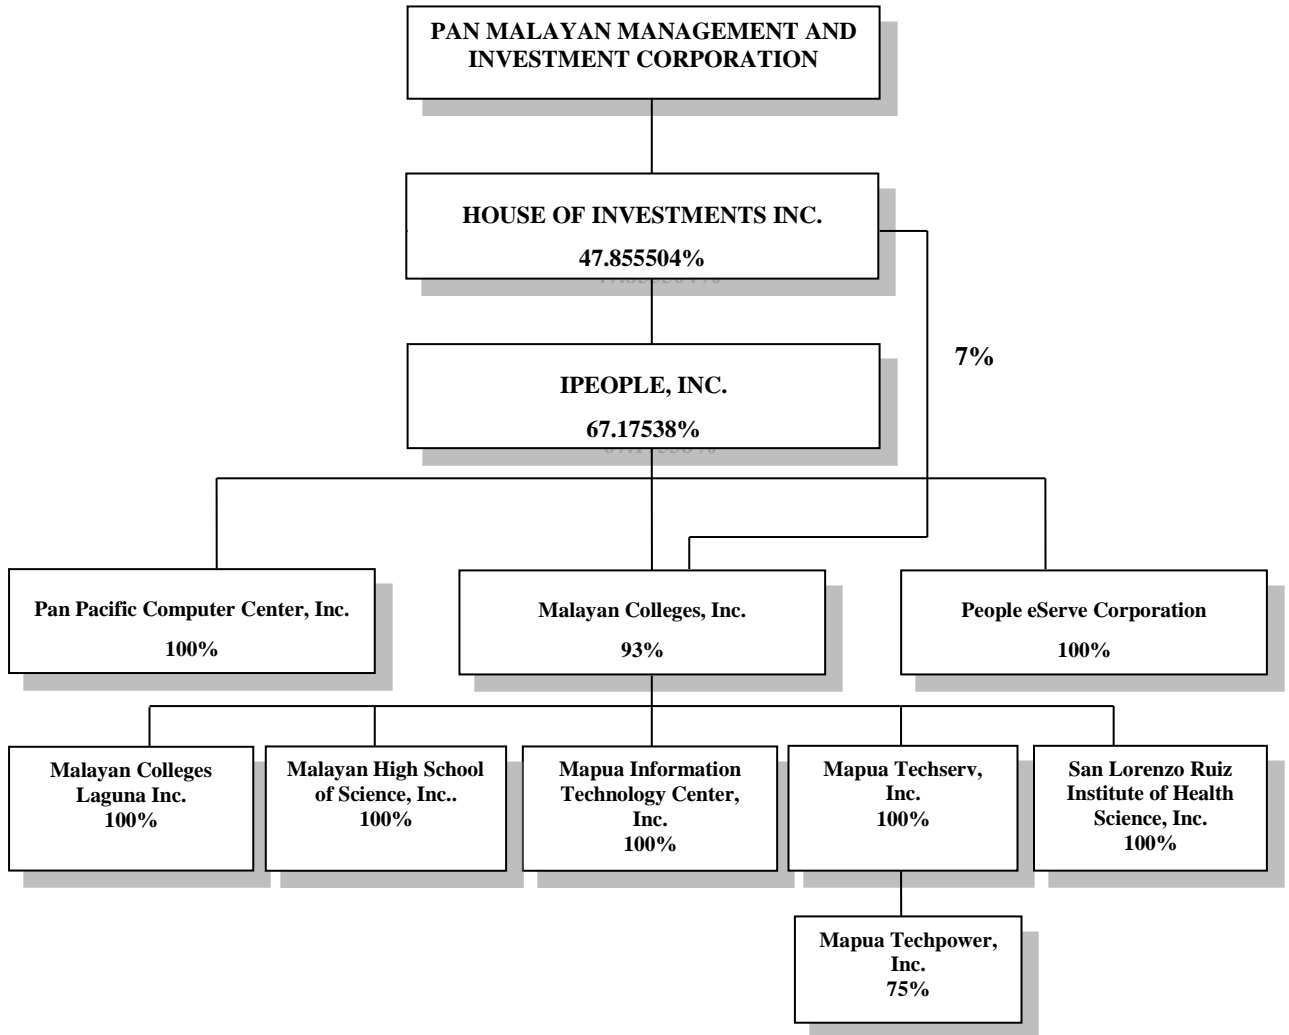 PAN MALAYAN MANAGEMENT AND
INVESTMENT CORPORATION
HOUSE OF INVESTMENTS INC.
47.855504%
7%
IPEOPLE, INC.
67.17538%
Pan Pacific Computer Center, Inc.
100%
Malayan Colleges, Inc.
93%
People eServe Corporation
100%
Malayan Colleges
Laguna Inc.
100%
Malayan High School
of Science, Inc..
100%
Mapua Information
Technology Center,
Inc.
100%
Mapua Techserv,
Inc.
100%
San Lorenzo Ruiz
Institute of Health
Science, Inc.
100%
Mapua Techpower,
Inc.
75%